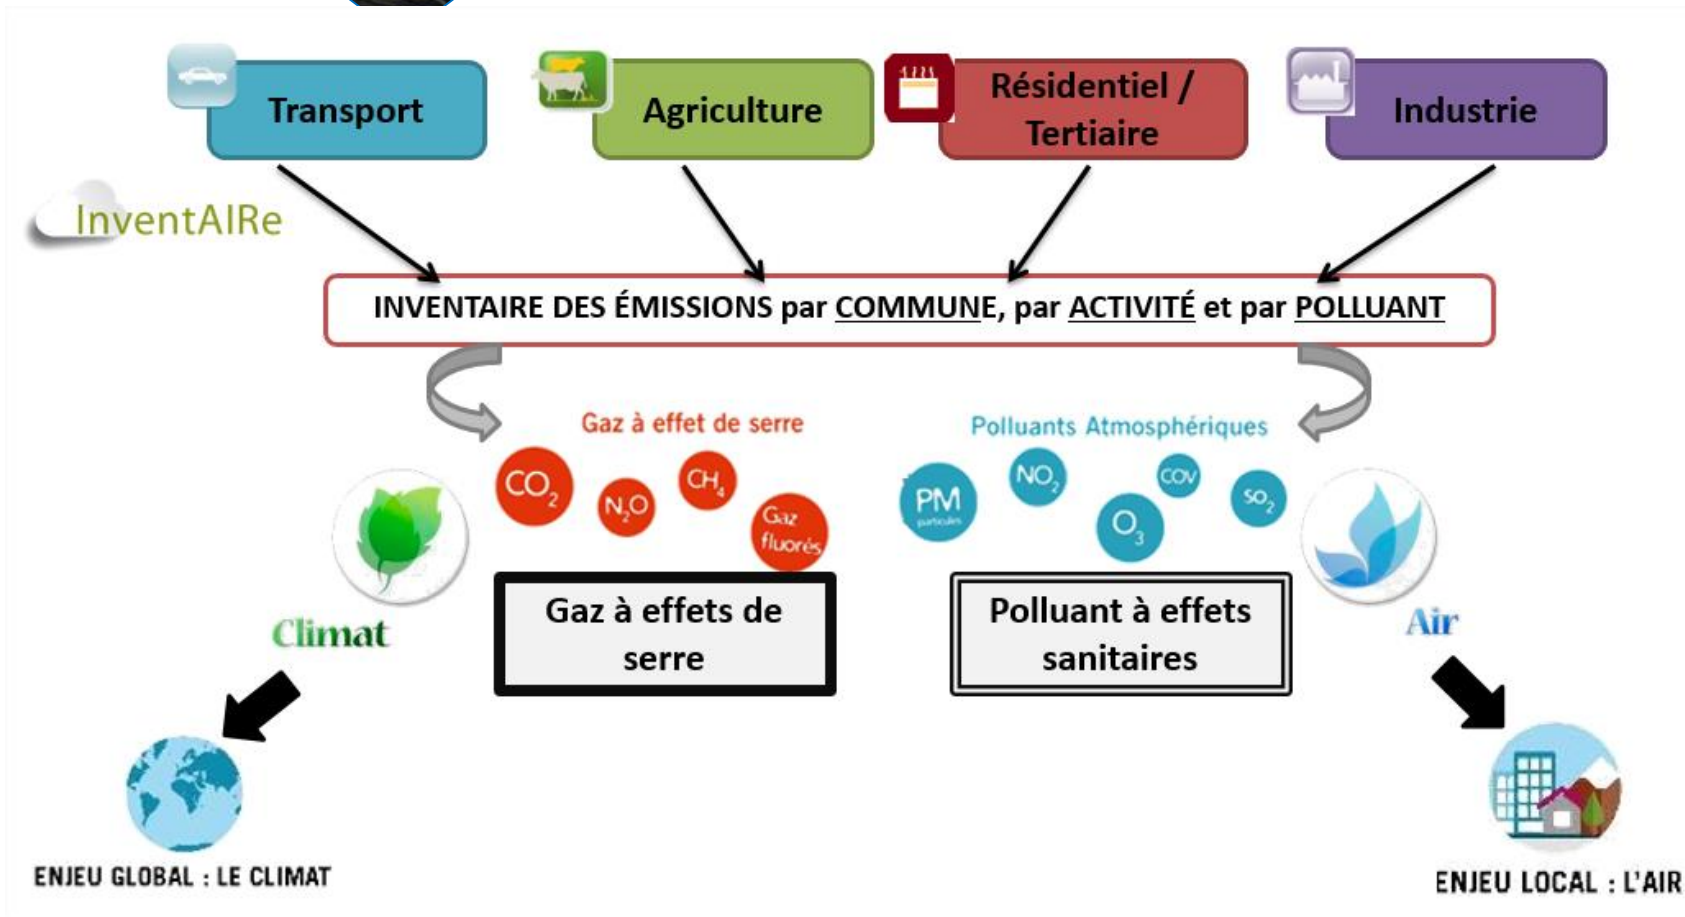 Transport
Agriculture
Résidentiel /
Tertiaire
Industrie
InventAIRe
INVENTAIRE DES ÉMISSIONS par COMMUNE, par ACTIVITÉ et par POLLUANT
Gaz à effet de serre
Polluants Atmosphériques
CO2
N2O
CH4
Gaz
fluorés
PM
particules
NO2
O3
COV
SO2
Climat
Gaz à effets de
serre
Polluant à effets
sanitaires
Air
ENJEU GLOBAL : LE CLIMAT
ENJEU LOCAL : L'AIR